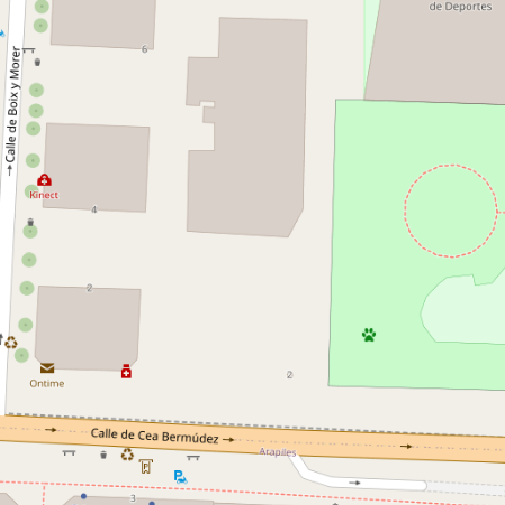 de Deportes
6
Calle de Boix y Morer
Kinect
4
2
Ontime
2
Calle de Cea Bermúdez
Arapiles
3